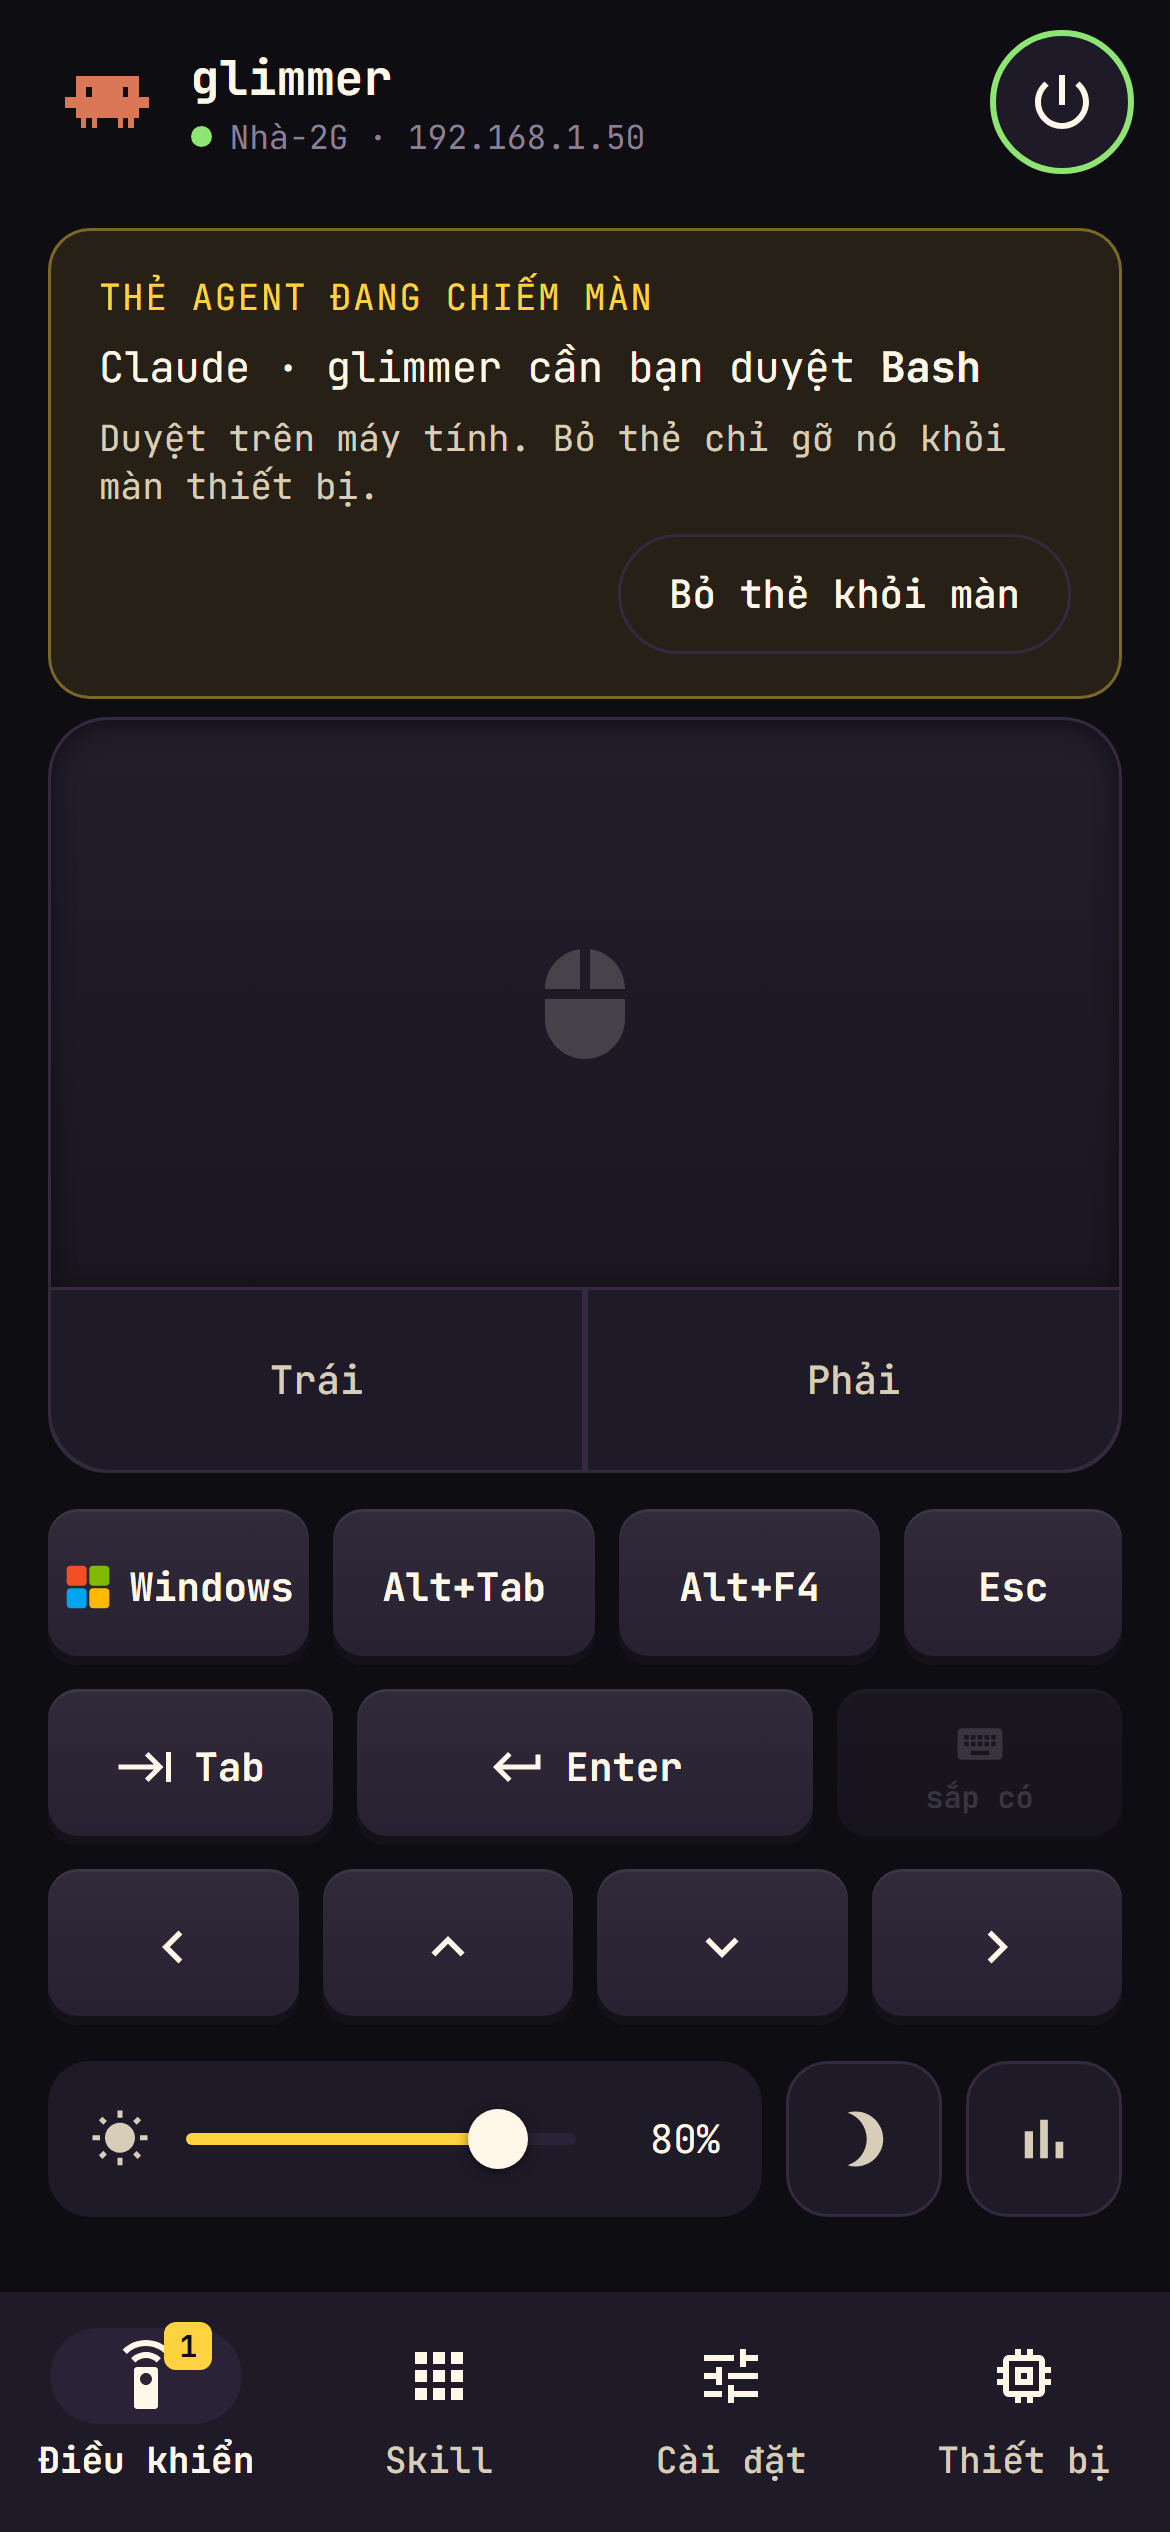 glimmer
Nhà-2G · 192.168.1.50
THẺ AGENT ĐANG CHIẾM MÀN
Claude · glimmer cần bạn duyệt Bash
Duyệt trên máy tính. Bỏ thẻ chỉ gỡ nó khỏi
màn thiết bị.
Bỏ thẻ khỏi màn
Trái
Phải
Windows
Alt+Tab
Alt+F4
Esc
Tab
Enter
sắp có
80%
1
Điều khiển
Skill
Cài đặt
Thiết bị